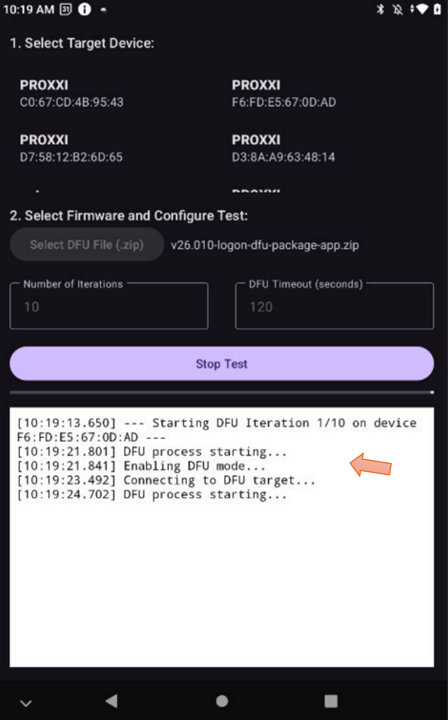 10:19 AM 31
1. Select Target Device:
PROXXI PROXXI
C0:67:CD:4B:95:43 F6:FD:E5:67:0D:AD
PROXXI PROXXI
D7:58:12:B2:6D:65 D3:8A:A9:63:48:14
2. Select Firmware and Configure Test:
Select DFU File (.zip) v26.010-logon-dfu-package-app.zip
Number of Iterations DFU Timeout (seconds)
10 120
Stop Test
[10:19:13.650] --- Starting DFU Iteration 1/10 on device
F6:FD:E5:67:0D:AD ---
[10:19:21.801] DFU process starting...
[10:19:21.841] Enabling DFU mode...
[10:19:23.492] Connecting to DFU target...
[10:19:24.702] DFU process starting...